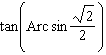 tan(Arc sin √2/2)